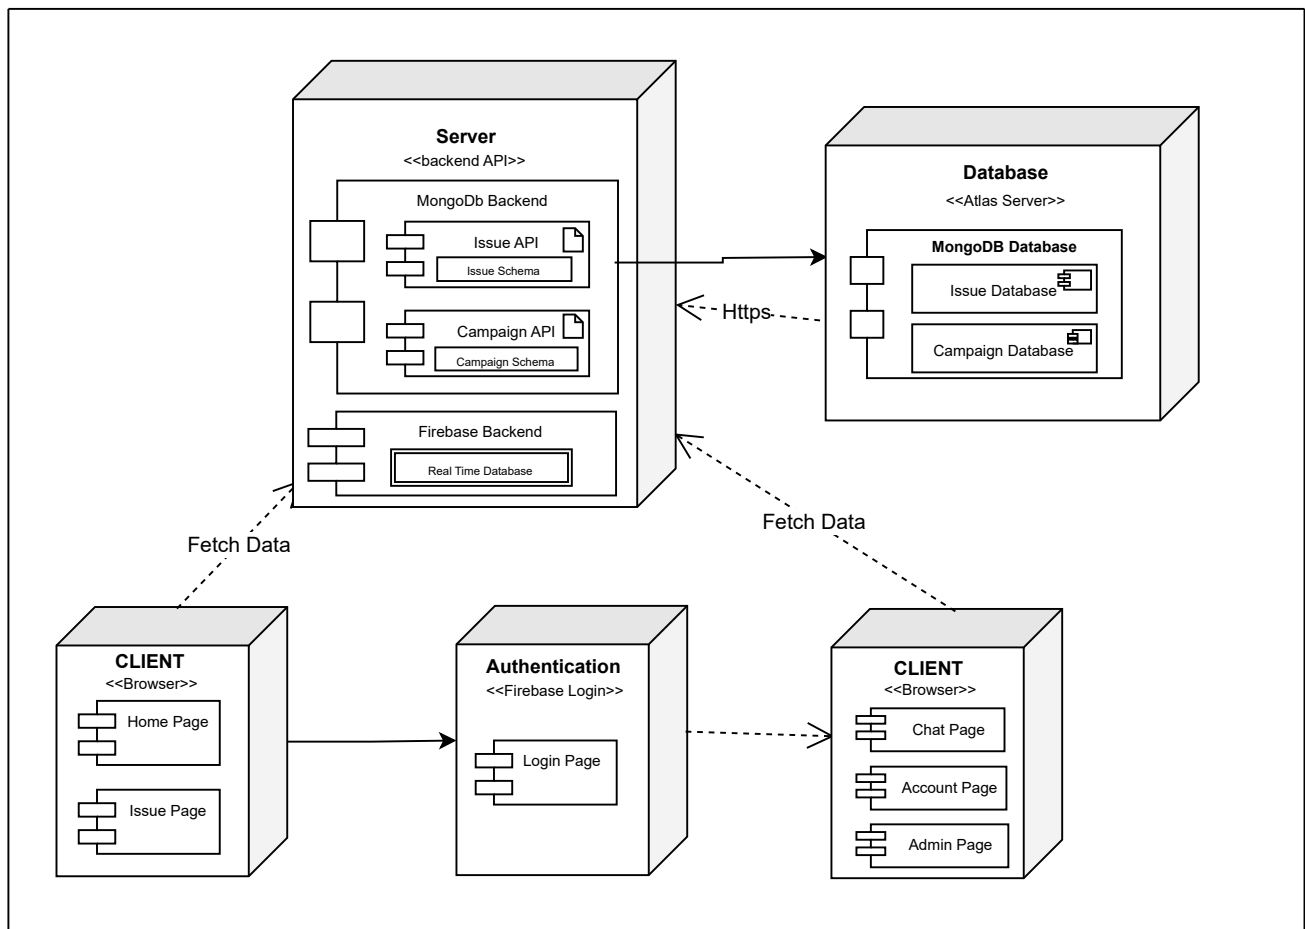 Server
<<backend API>>
MongoDb Backend
Issue API
Issue Schema
Campaign API
Campaign Schema
Firebase Backend
Real Time Database
Database
<<Atlas Server>>
MongoDB Database
Issue Database
Campaign Database
Https
Fetch Data
Fetch Data
CLIENT
<<Browser>>
Home Page
Issue Page
Authentication
<<Firebase Login>>
Login Page
CLIENT
<<Browser>>
Chat Page
Account Page
Admin Page